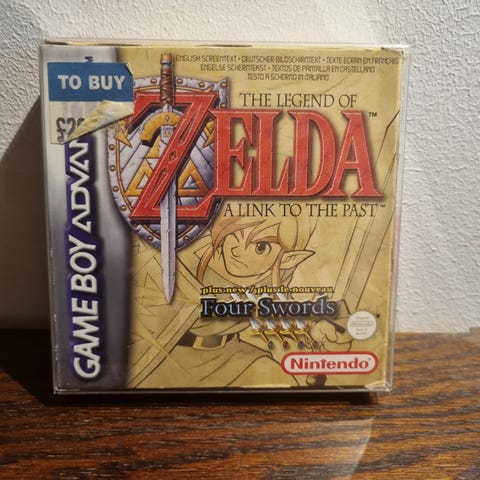 ENGLISH SCREENTEXT • DEUTSCHER BILDSCHIRMTEXT • TEXTE ECRAN EN FRANÇAIS
ENGELSE SCHERMTEKST • TEXTOS DE PANTALLA EN CASTELLANO
TESTO A SCHERMO IN ITALIANO
TO BUY
THE LEGEND OF
ZELDA™
A LINK TO THE PAST™
GAME BOY ADVAN
plus new / plus le nouveau
Four Swords
Nintendo®